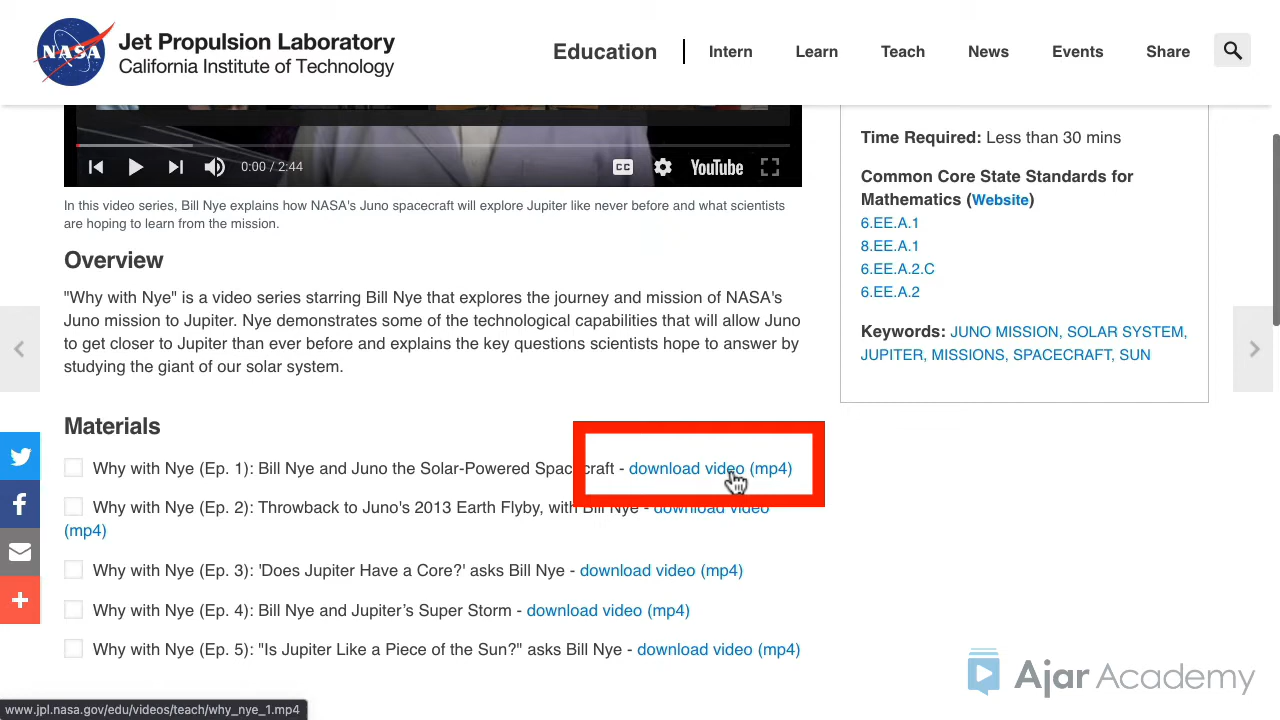 NASA
Jet Propulsion Laboratory
California Institute of Technology
Education Intern Learn Teach News Events Share
0:00 / 2:44 CC YouTube
In this video series, Bill Nye explains how NASA's Juno spacecraft will explore Jupiter like never before and what scientists
are hoping to learn from the mission.
Overview
"Why with Nye" is a video series starring Bill Nye that explores the journey and mission of NASA's
Juno mission to Jupiter. Nye demonstrates some of the technological capabilities that will allow Juno
to get closer to Jupiter than ever before and explains the key questions scientists hope to answer by
studying the giant of our solar system.
Materials
Why with Nye (Ep. 1): Bill Nye and Juno the Solar-Powered Spacecraft - download video (mp4)
Why with Nye (Ep. 2): Throwback to Juno's 2013 Earth Flyby, with Bill Nye - download video
(mp4)
Why with Nye (Ep. 3): 'Does Jupiter Have a Core?' asks Bill Nye - download video (mp4)
Why with Nye (Ep. 4): Bill Nye and Jupiter’s Super Storm - download video (mp4)
Why with Nye (Ep. 5): "Is Jupiter Like a Piece of the Sun?" asks Bill Nye - download video (mp4)
Time Required: Less than 30 mins
Common Core State Standards for
Mathematics (Website)
6.EE.A.1
8.EE.A.1
6.EE.A.2.C
6.EE.A.2
Keywords: JUNO MISSION, SOLAR SYSTEM,
JUPITER, MISSIONS, SPACECRAFT, SUN
Ajar Academy
www.jpl.nasa.gov/edu/videos/teach/why_nye_1.mp4